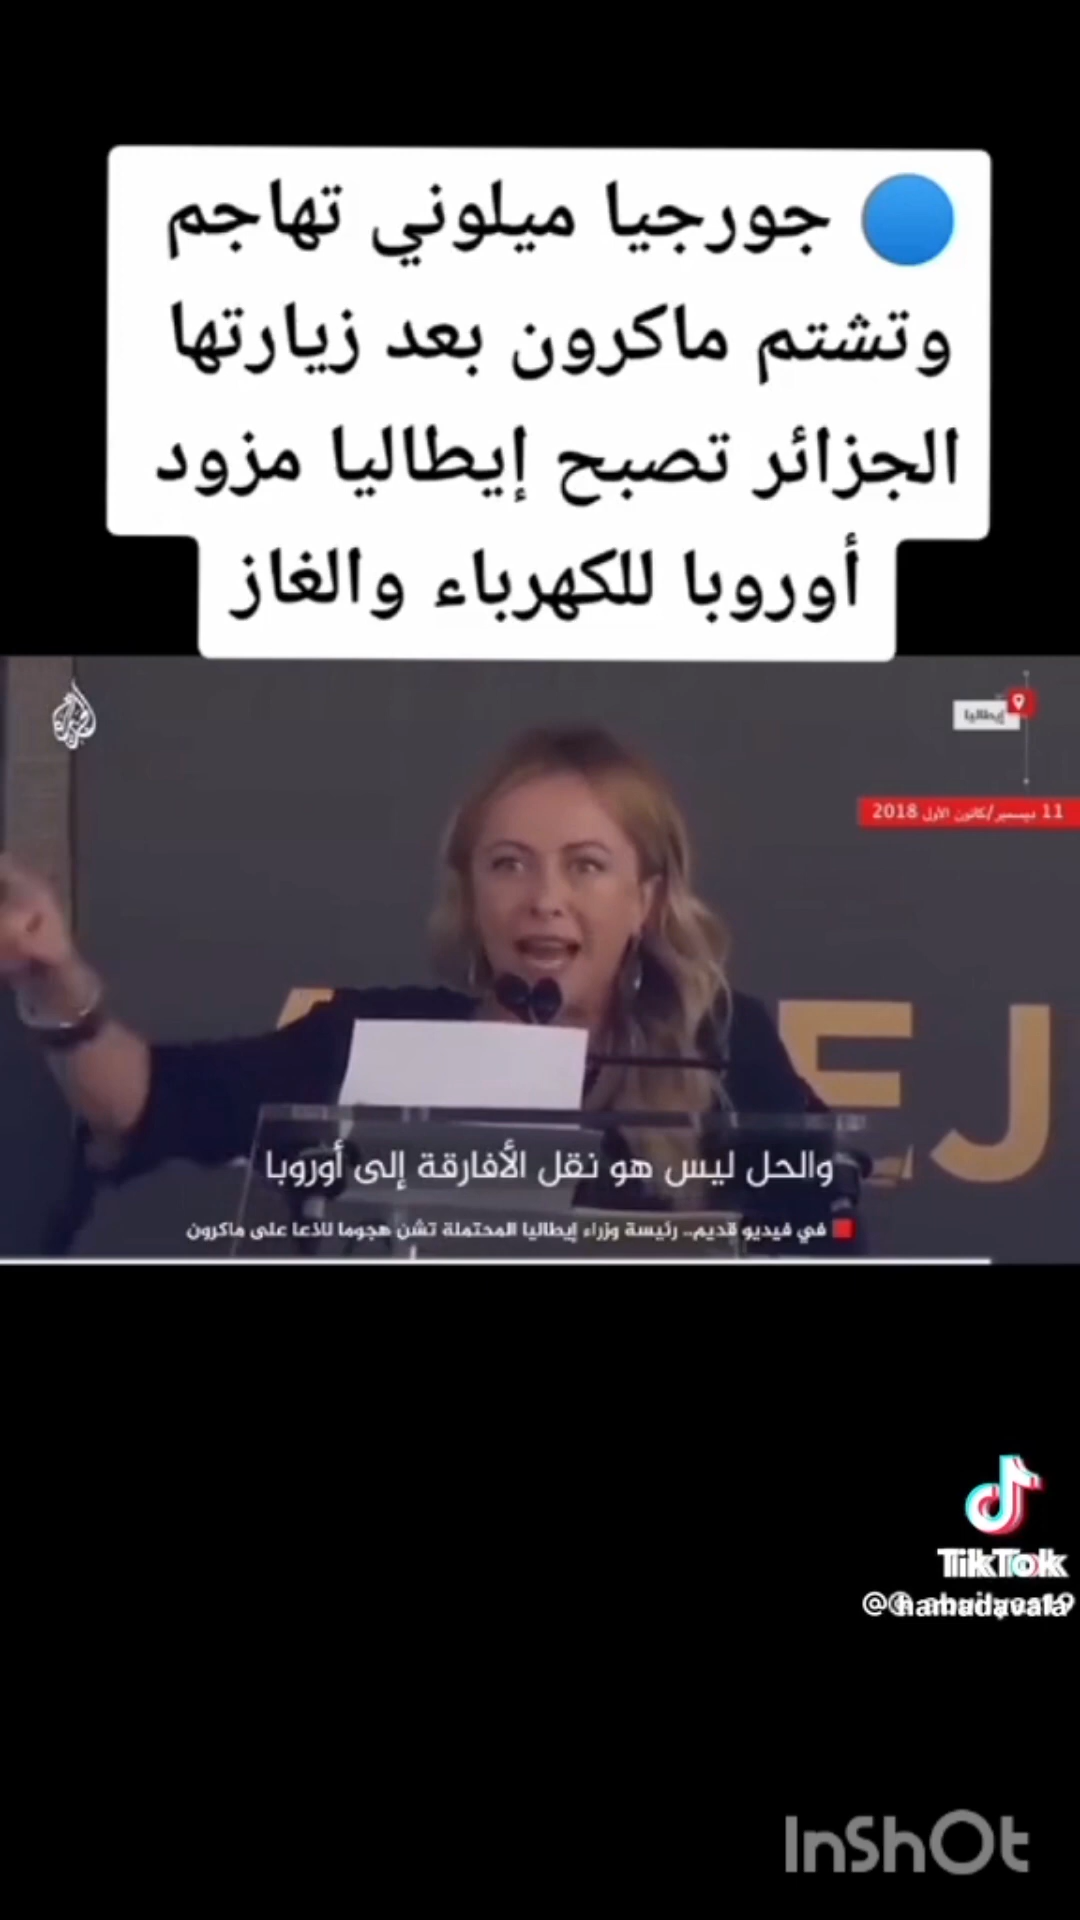 جورجيا ميلوني تهاجم
وتشتم ماكرون بعد زيارتها
الجزائر تصبح إيطاليا مزود
أوروبا للكهرباء والغاز
إيطاليا
11 ديسمبر/كانون الأول 2018
EJ
والحل ليس هو نقل الأفارقة إلى أوروبا
في فيديو قديم.. رئيسة وزراء إيطاليا المحتملة تشن هجوما لاذعا على ماكرون
TikTok
InShOt